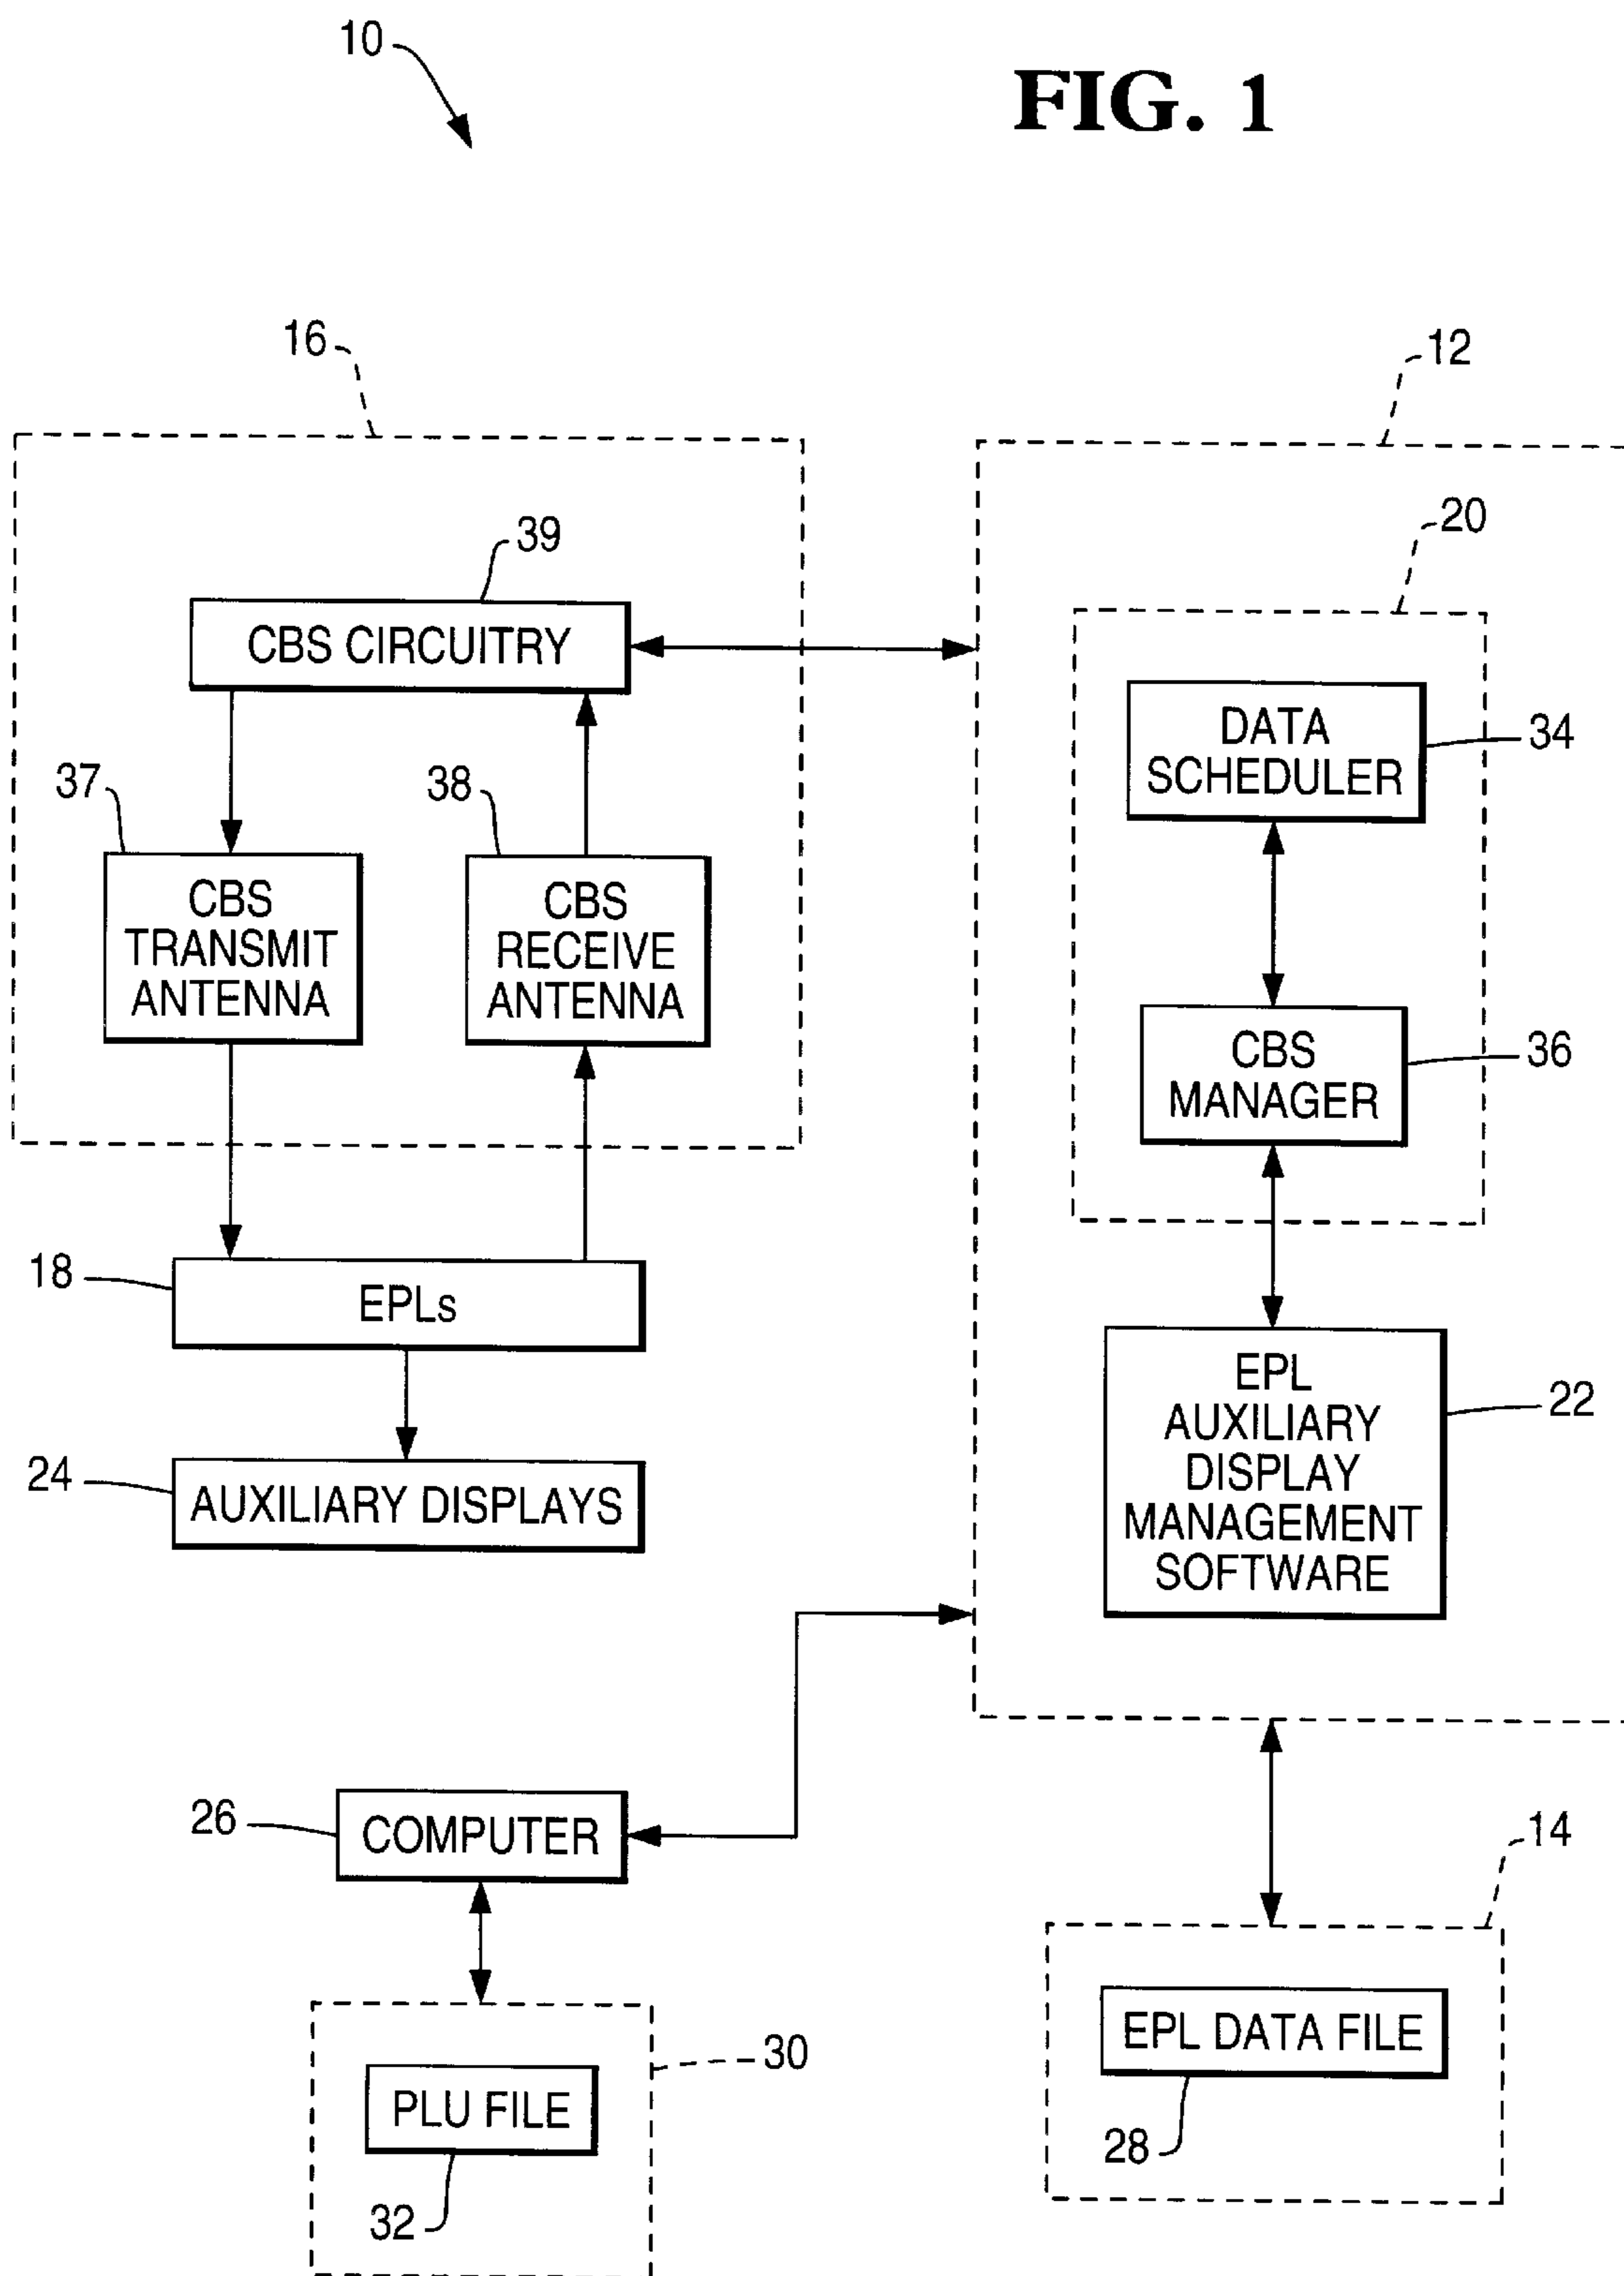 10
FIG. 1
16
12
20
39
CBS CIRCUITRY
DATA
SCHEDULER
34
37
38
CBS
TRANSMIT
ANTENNA
CBS
RECEIVE
ANTENNA
CBS
MANAGER
36
18
EPLs
EPL
AUXILIARY
DISPLAY
MANAGEMENT
SOFTWARE
22
24
AUXILIARY DISPLAYS
26
COMPUTER
14
EPL DATA FILE
28
30
PLU FILE
32